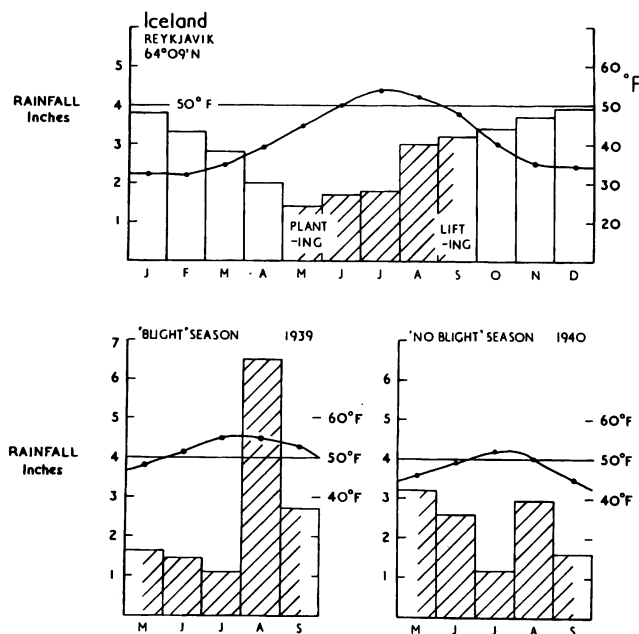 Iceland
REYKJAVIK
64°09'N
RAINFALL
Inches
6
5
4
3
2
1
50°F
°F
60
50
40
30
20
PLANT
-ING
LIFT
-ING
J F M A M J J A S O N D
'BLIGHT' SEASON 1939
7
6
5
4
3
2
1
RAINFALL
Inches
60°F
50°F
40°F
M J J A S
'NO BLIGHT' SEASON 1940
7
6
5
4
3
2
1
60°F
50°F
40°F
M J J A S